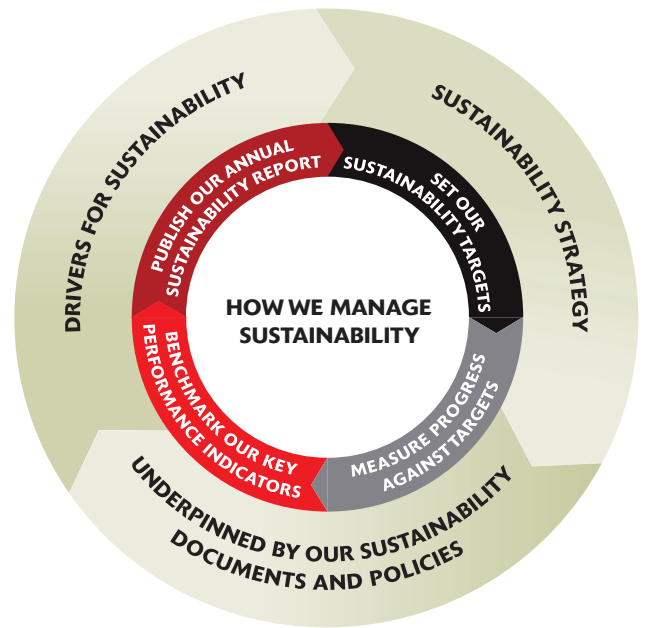 DRIVERS FOR SUSTAINABILITY
SUSTAINABILITY STRATEGY
UNDERPINNED BY OUR SUSTAINABILITY
DOCUMENTS AND POLICIES
PUBLISH OUR ANNUAL
SUSTAINABILITY REPORT
SET OUR
SUSTAINABILITY TARGETS
MEASURE PROGRESS
AGAINST TARGETS
BENCHMARK OUR KEY
PERFORMANCE INDICATORS
HOW WE MANAGE
SUSTAINABILITY